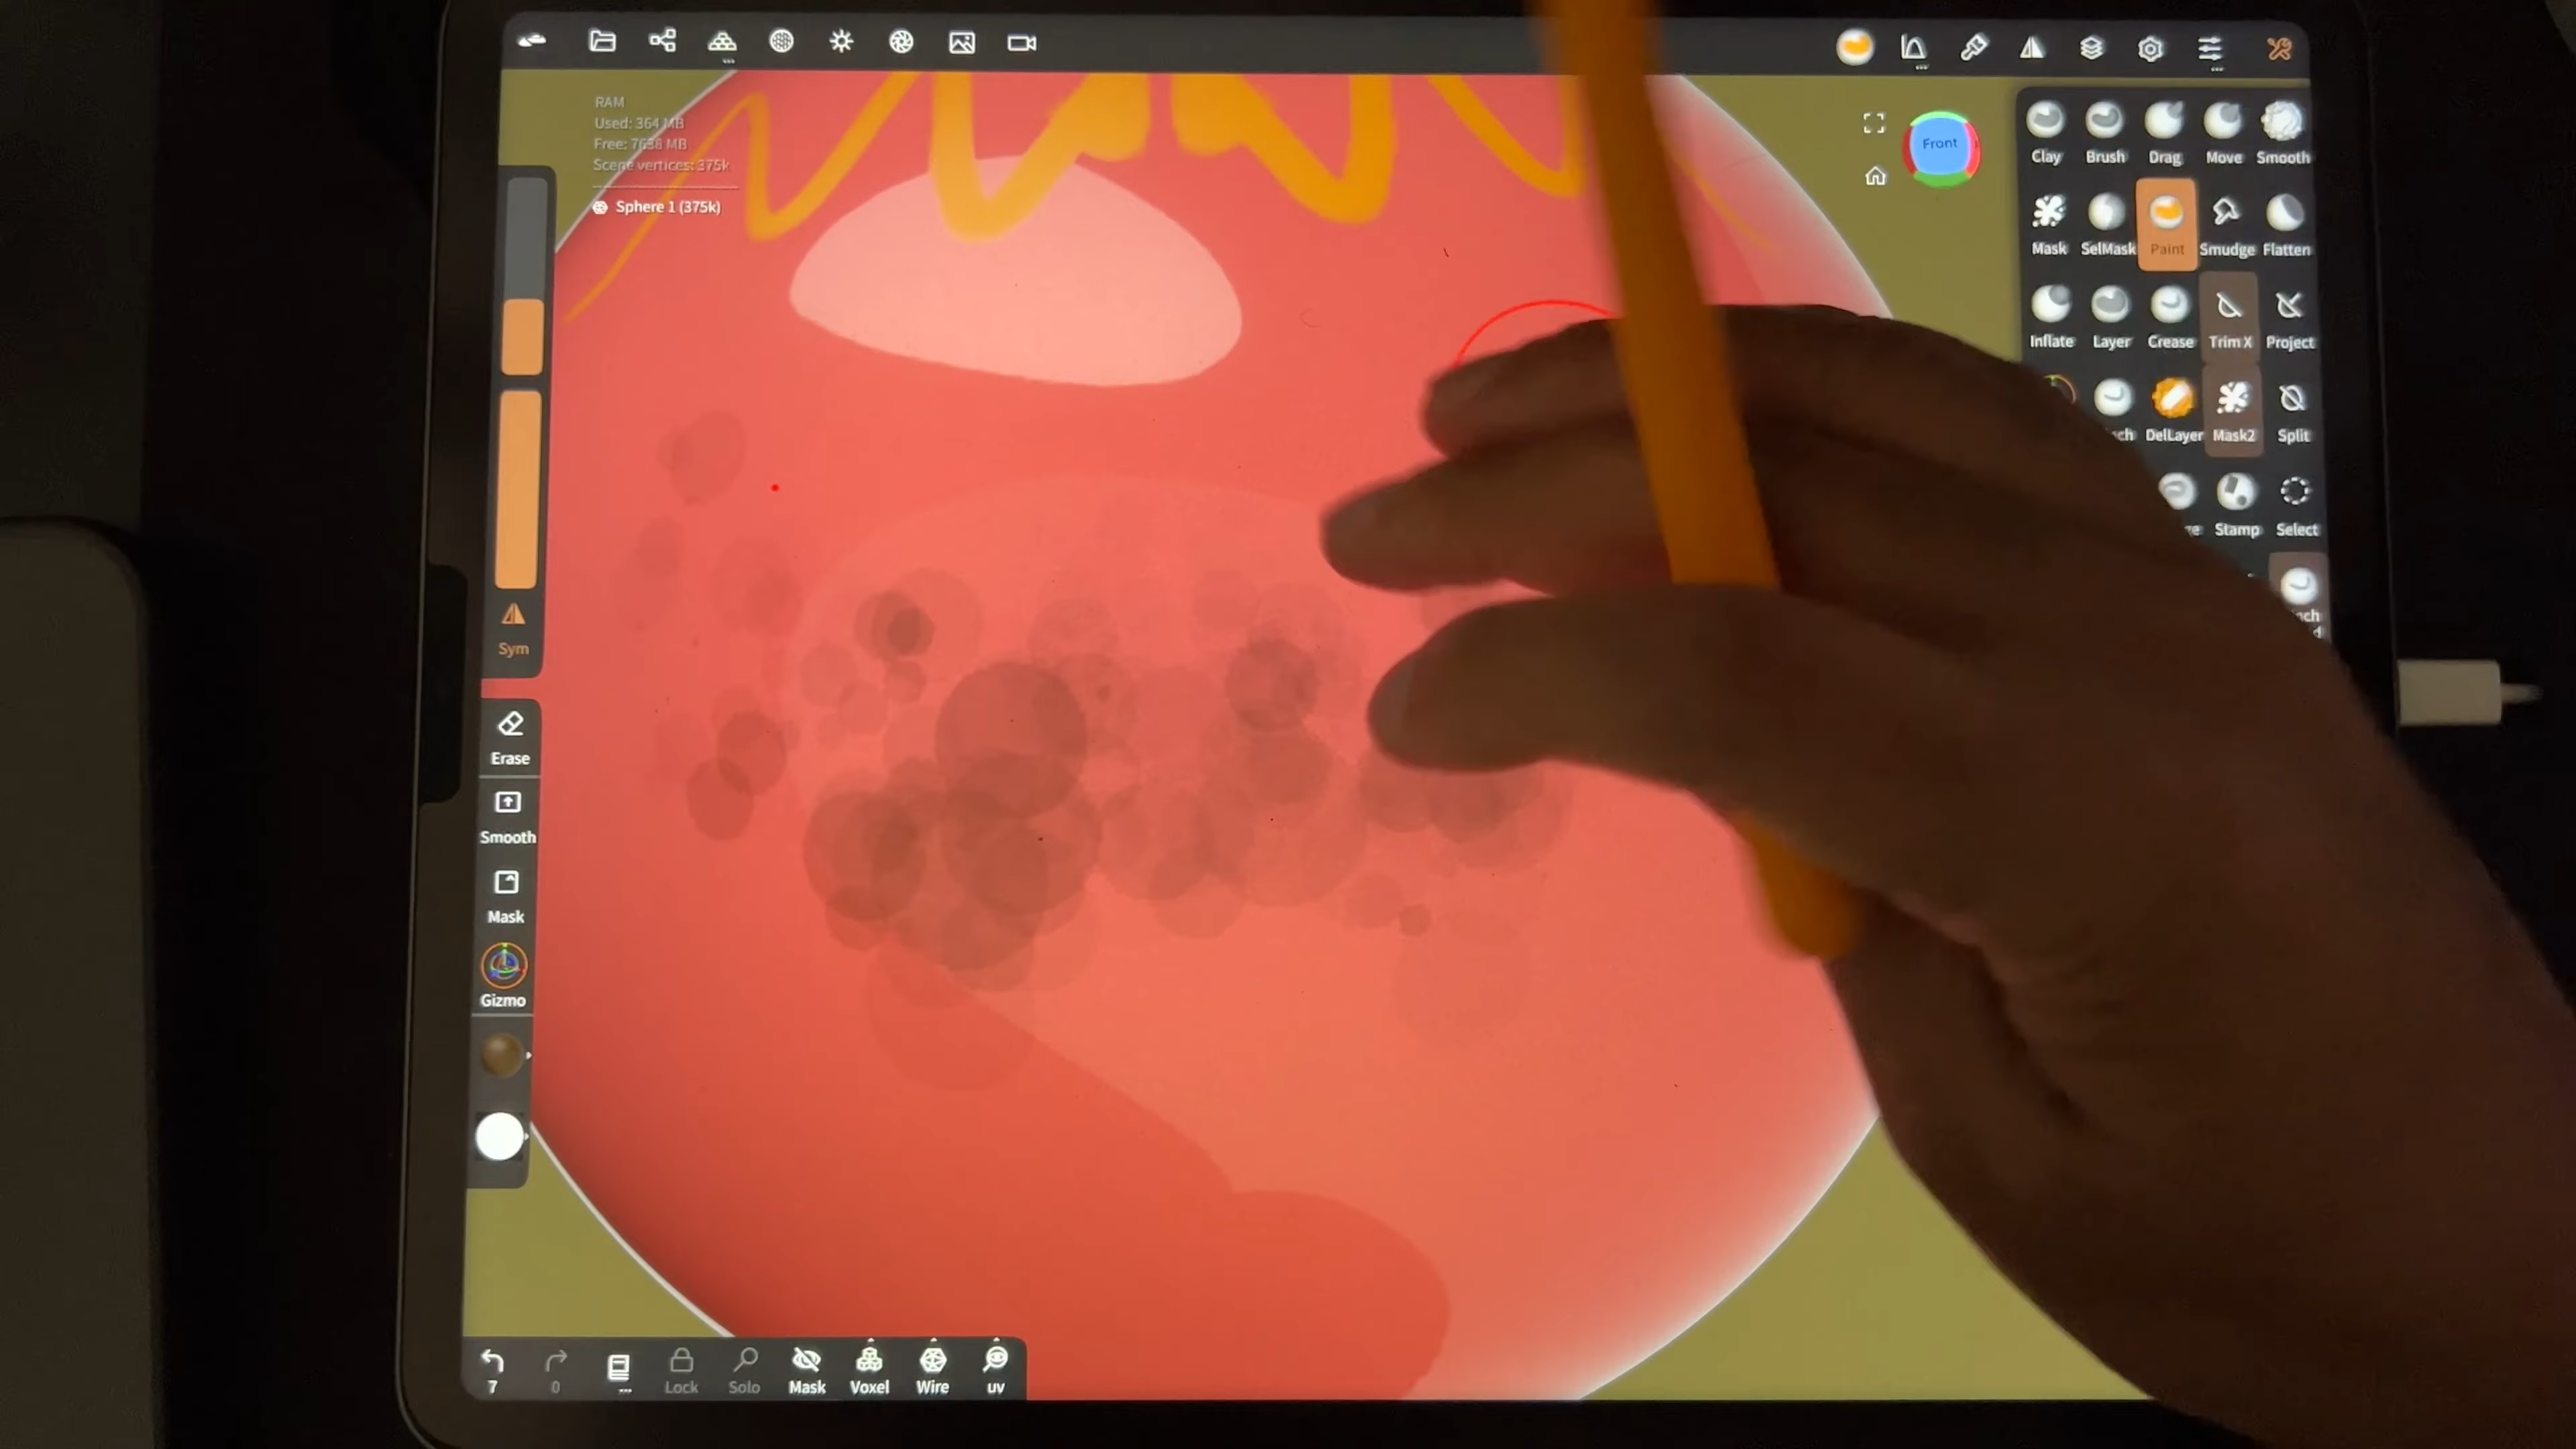 RAM
Used: 364 MB
Free: 7638 MB
Scene vertices: 375k
Sphere 1 (375k)
Front
Clay Brush Drag Move Smooth
Mask SelMask Paint Smudge Flatten
Inflate Layer Crease Trim X Project
DelLayer Mask2 Split
Stamp Select
Sym
Erase
Smooth
Mask
Gizmo
7 0 Lock Solo Mask Voxel Wire uv